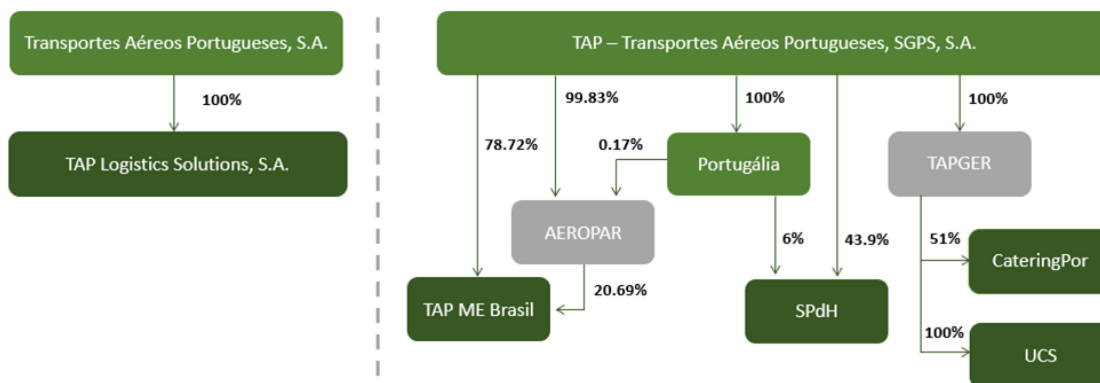 Transportes Aéreos Portugueses, S.A.
TAP – Transportes Aéreos Portugueses, SGPS, S.A.
100%
99.83%
100%
100%
TAP Logistics Solutions, S.A.
78.72%
0.17%
Portugália
TAPGER
AEROPAR
6%
43.9%
51%
CateringPor
20.69%
TAP ME Brasil
SPdH
100%
UCS